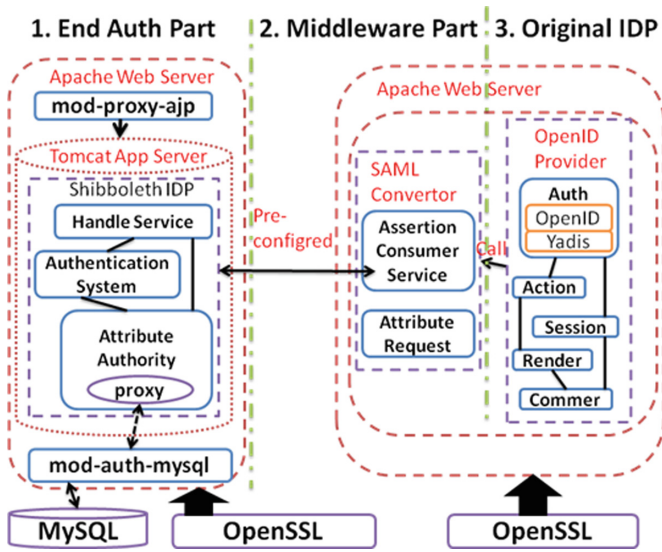 1. End Auth Part
2. Middleware Part
3. Original IDP
Apache Web Server
mod-proxy-ajp
Tomcat App Server
Shibboleth IDP
Handle Service
Authentication
System
Attribute
Authority
proxy
mod-auth-mysql
MySQL
OpenSSL
Pre-
configred
Apache Web Server
SAML
Convertor
Assertion
Consumer
Service
Attribute
Request
Call
OpenID
Provider
Auth
OpenID
Yadis
Action
Session
Render
Commer
OpenSSL